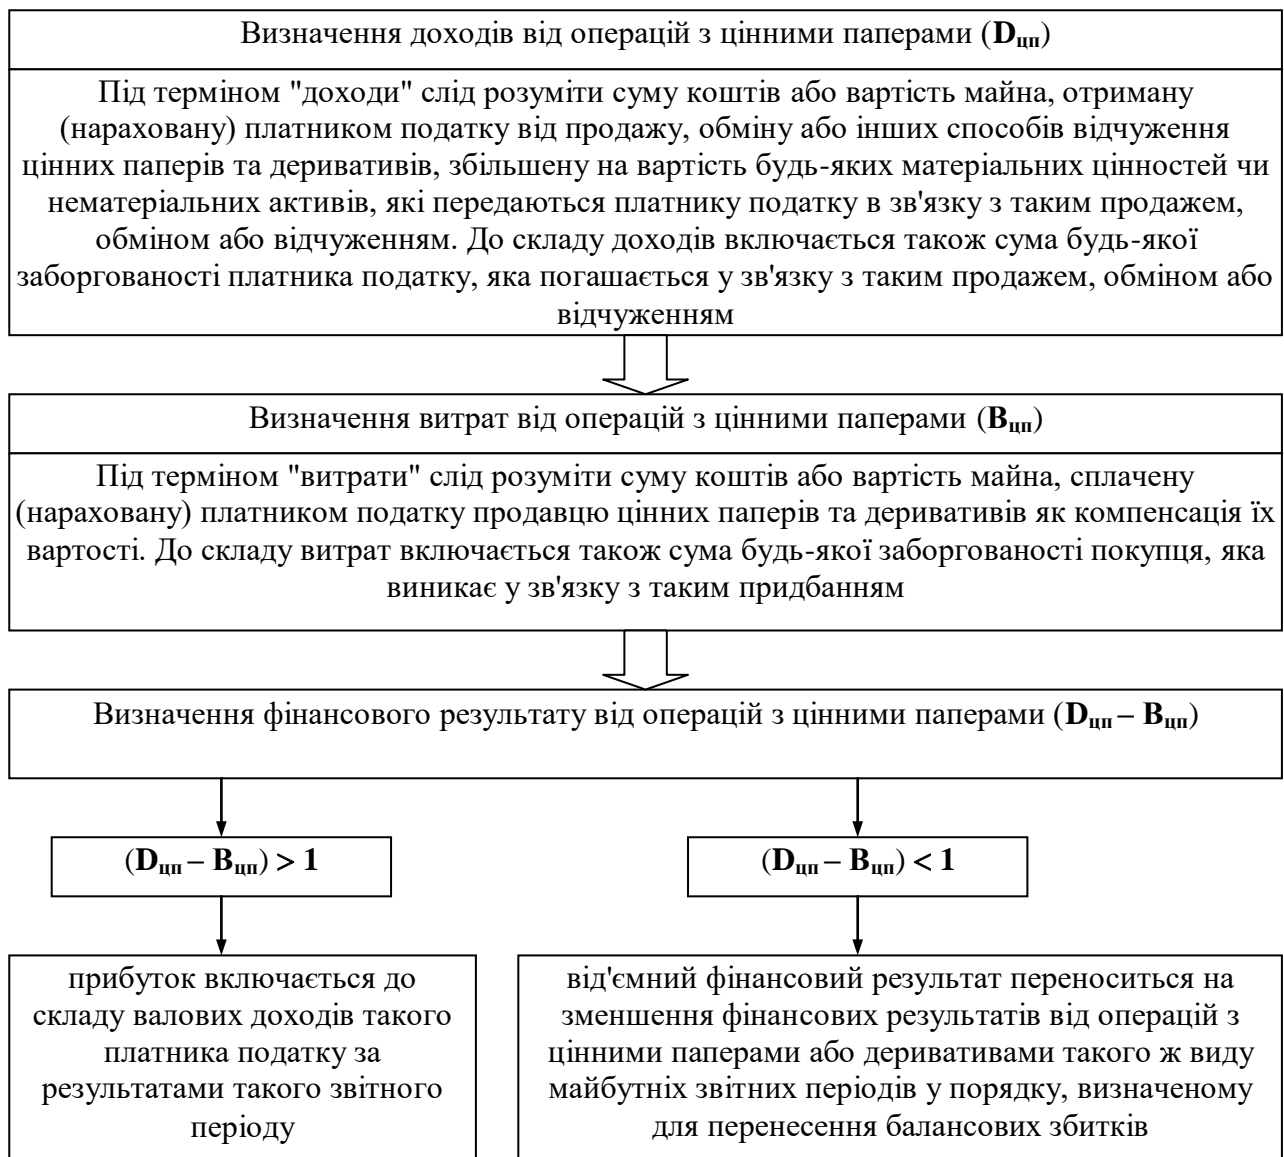 Визначення доходів від операцій з цінними паперами (Dцп)
Під терміном "доходи" слід розуміти суму коштів або вартість майна, отриману
(нараховану) платником податку від продажу, обміну або інших способів відчуження
цінних паперів та деривативів, збільшену на вартість будь-яких матеріальних цінностей чи
нематеріальних активів, які передаються платнику податку в зв'язку з таким продажем,
обміном або відчуженням. До складу доходів включається також сума будь-якої
заборгованості платника податку, яка погашається у зв'язку з таким продажем, обміном або
відчуженням
Визначення витрат від операцій з цінними паперами (Вцп)
Під терміном "витрати" слід розуміти суму коштів або вартість майна, сплачену
(нараховану) платником податку продавцю цінних паперів та деривативів як компенсація їх
вартості. До складу витрат включається також сума будь-якої заборгованості покупця, яка
виникає у зв'язку з таким придбанням
Визначення фінансового результату від операцій з цінними паперами (Dцп – Вцп)
(Dцп – Вцп) > 1
(Dцп – Вцп) < 1
прибуток включається до
складу валових доходів такого
платника податку за
результатами такого звітного
періоду
від'ємний фінансовий результат переноситься на
зменшення фінансових результатів від операцій з
цінними паперами або деривативами такого ж виду
майбутніх звітних періодів у порядку, визначеному
для перенесення балансових збитків